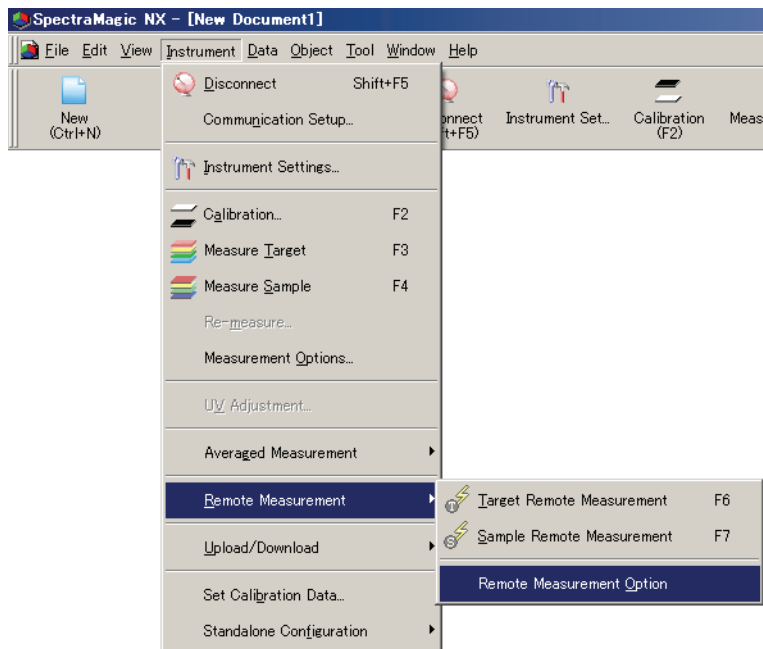 SpectraMagic NX - [New Document1]
File Edit View Instrument Data Object Tool Window Help
New
(Ctrl+N)
Disconnect Shift+F5
Communication Setup...
Instrument Settings...
Calibration... F2
Measure Target F3
Measure Sample F4
Re-measure...
Measurement Options...
UV Adjustment...
Averaged Measurement
Remote Measurement
Upload/Download
Set Calibration Data...
Standalone Configuration
onnect
ft+F5)
Instrument Set...
Calibration
(F2)
Meas
Target Remote Measurement F6
Sample Remote Measurement F7
Remote Measurement Option